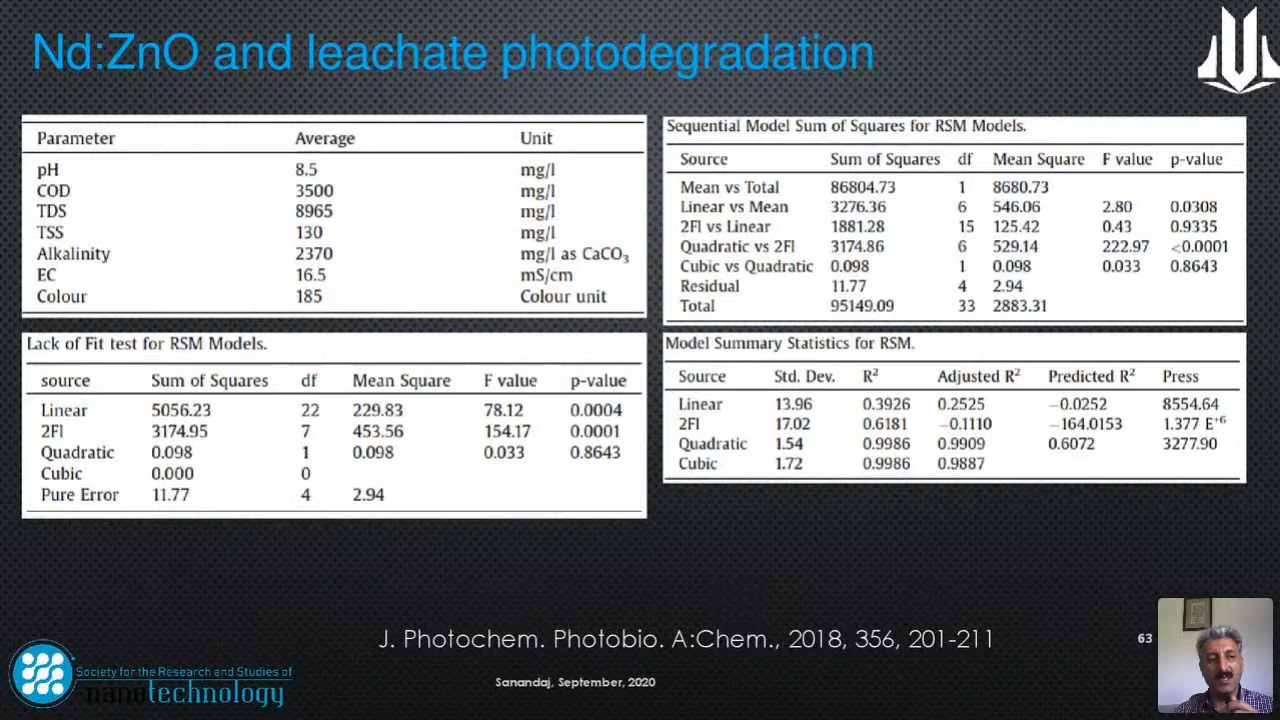 Nd:ZnO and leachate photodegradation
Parameter Average Unit
pH 8.5 mg/l
COD 3500 mg/l
TDS 8965 mg/l
TSS 130 mg/l
Alkalinity 2370 mg/l as CaCO₃
EC 16.5 mS/cm
Colour 185 Colour unit
Sequential Model Sum of Squares for RSM Models.
Source Sum of Squares df Mean Square F value p-value
Mean vs Total 86804.73 1 8680.73
Linear vs Mean 3276.36 6 546.06 2.80 0.0308
2Fl vs Linear 1881.28 15 125.42 0.43 0.9335
Quadratic vs 2Fl 3174.86 6 529.14 222.97 <0.0001
Cubic vs Quadratic 0.098 1 0.098 0.033 0.8643
Residual 11.77 4 2.94
Total 95149.09 33 2883.31
Lack of Fit test for RSM Models.
source Sum of Squares df Mean Square F value p-value
Linear 5056.23 22 229.83 78.12 0.0004
2Fl 3174.95 7 453.56 154.17 0.0001
Quadratic 0.098 1 0.098 0.033 0.8643
Cubic 0.000 0
Pure Error 11.77 4 2.94
Model Summary Statistics for RSM.
Source Std. Dev. R² Adjusted R² Predicted R² Press
Linear 13.96 0.3926 0.2525 −0.0252 8554.64
2Fl 17.02 0.6181 −0.1110 −164.0153 1.377 E⁺⁶
Quadratic 1.54 0.9986 0.9909 0.6072 3277.90
Cubic 1.72 0.9986 0.9887
J. Photochem. Photobio. A:Chem., 2018, 356, 201-211
63
Society for the Research and Studies of
nanotechnology
Sanandaj, September, 2020